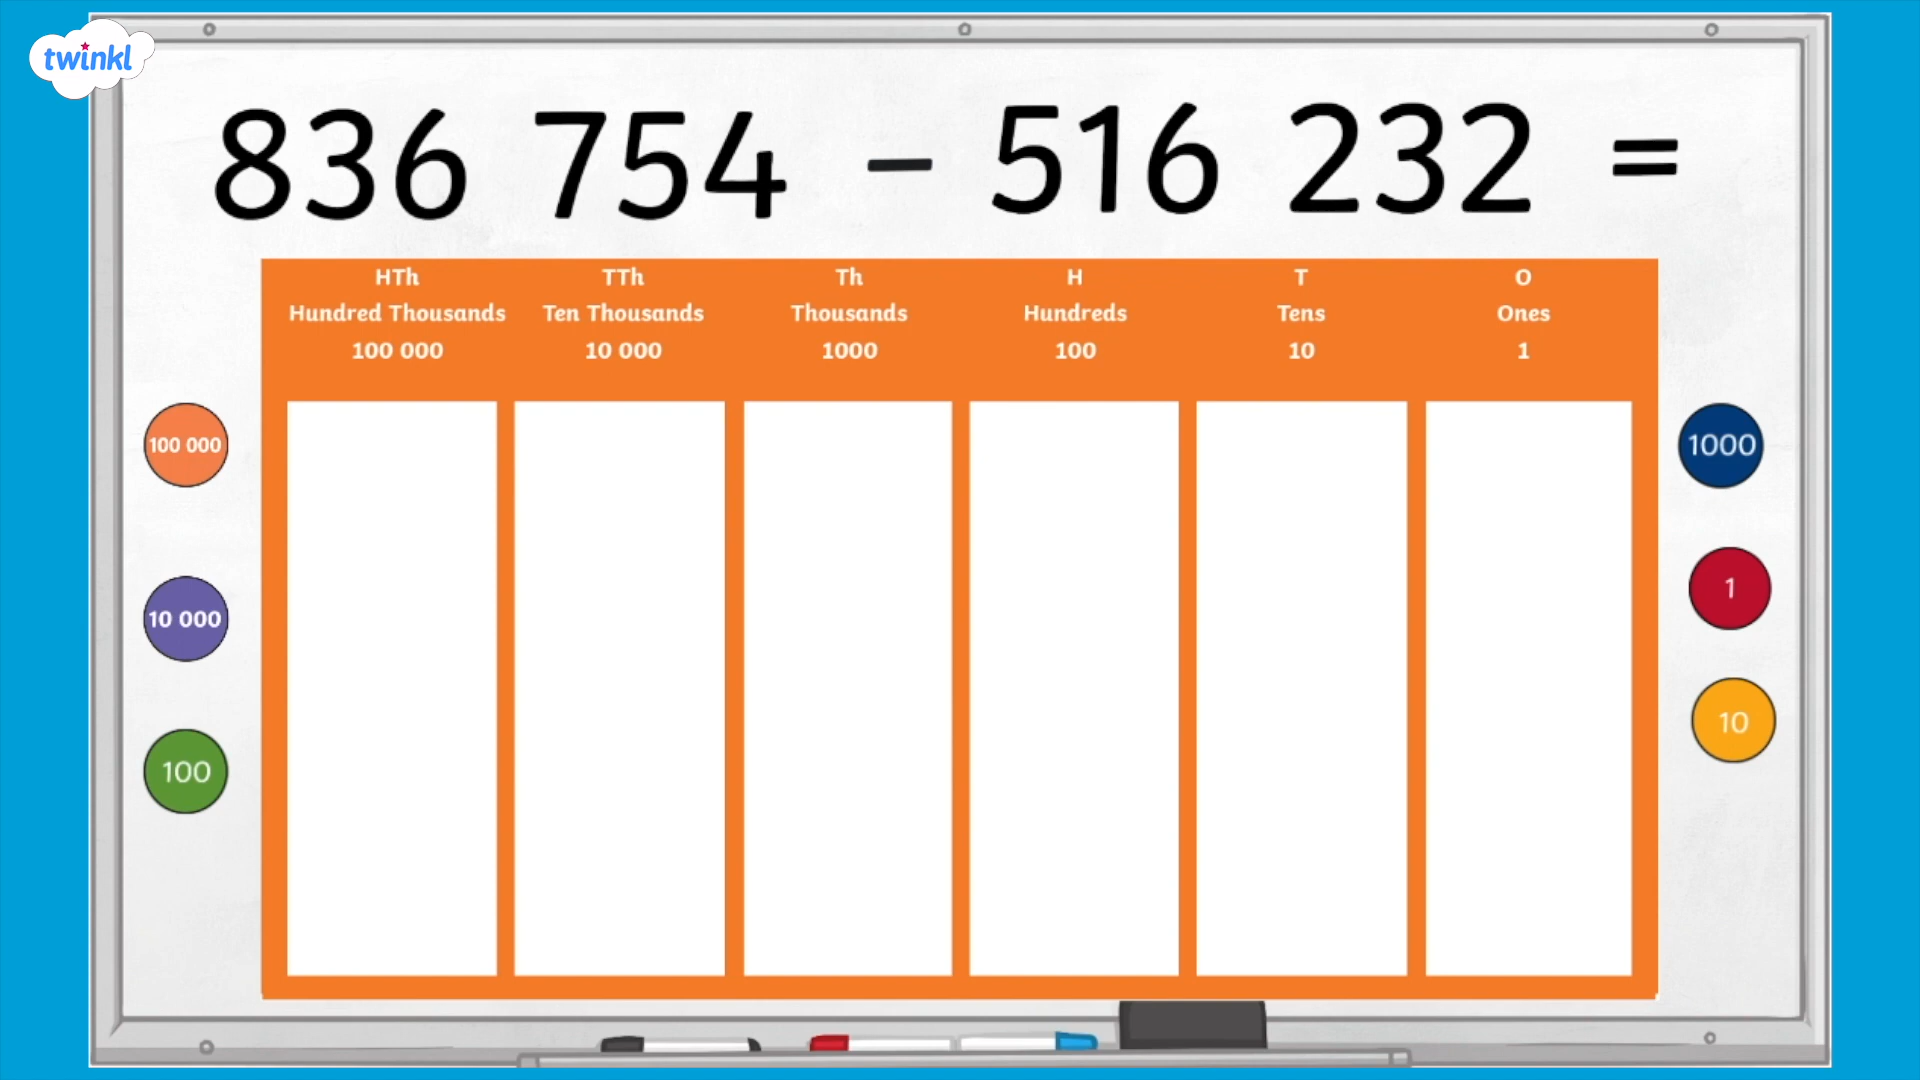 twinkl
836 754 – 516 232 =
HTh TTh Th H T O
Hundred Thousands Ten Thousands Thousands Hundreds Tens Ones
100 000 10 000 1000 100 10 1
100 000
10 000
100
1000
1
10